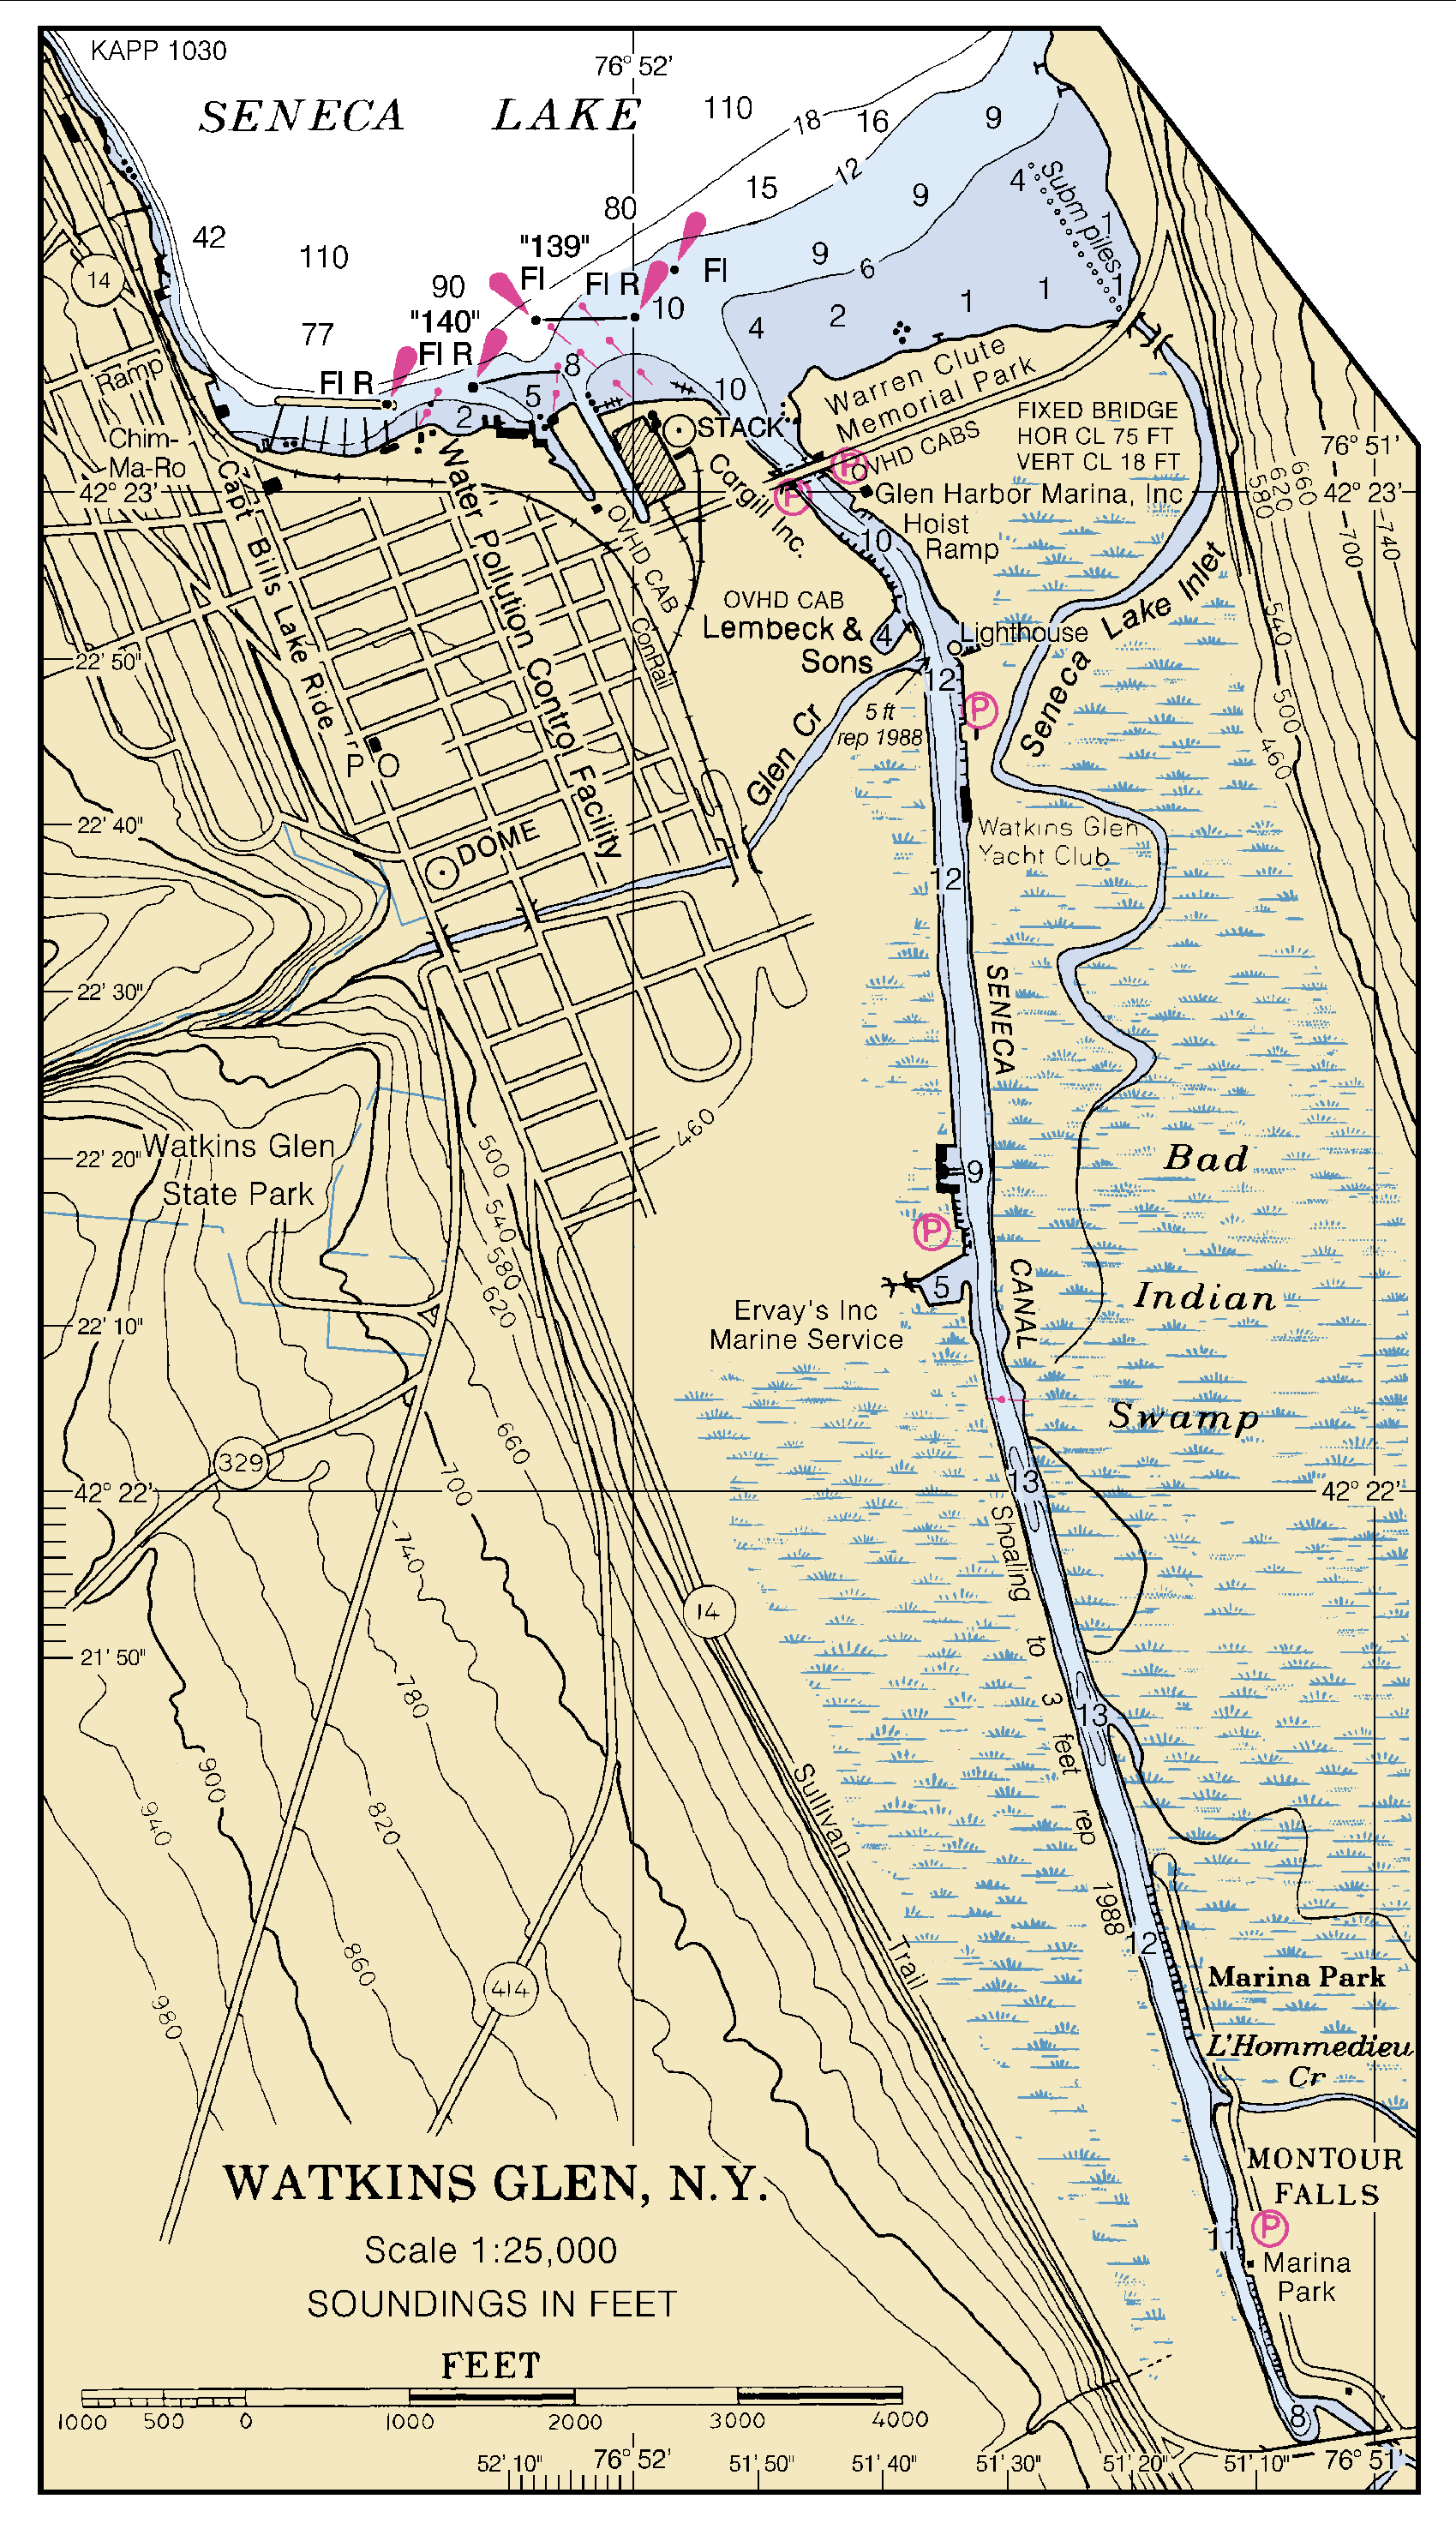 KAPP 1030
76° 52'
SENECA LAKE
110
18
16
9
12
15
9
4
Subm piles
80
42
110
"139"
Fl
Fl R
Fl
9
6
90
10
1
1
14
"140"
2
4
77
Fl R
8
Warren Clute
Memorial Park
Ramp
Fl R
5
10
2
FIXED BRIDGE
HOR CL 75 FT
VERT CL 18 FT
STACK
OVHD CABS
76° 51'
Chim-
Ma-Ro
P
42° 23'
Capt Bills Lake Ride
Water Pollution Control Facility
Cargill Inc.
P
Glen Harbor Marina, Inc
580
620
660
42° 23'
Hoist
Ramp
10
700
740
OVHD CAB
ConRail
OVHD CAB
Lembeck &
Sons
4
Lighthouse
Seneca Lake Inlet
540
22' 50"
12
500
5 ft
rep 1988
P
460
Glen Cr
P O
22' 40"
DOME
Watkins Glen
Yacht Club
12
22' 30"
SENECA CANAL
460
22' 20"
Watkins Glen
State Park
500
540
580
620
9
Bad
Indian
Swamp
P
5
Ervay's Inc
Marine Service
22' 10"
660
329
700
13
42° 22'
42° 22'
740
Shoaling to 3 feet rep 1988
14
21' 50"
780
13
900
940
820
Sullivan Trail
860
980
414
12
Marina Park
L'Hommedieu
Cr
MONTOUR
FALLS
WATKINS GLEN, N.Y.
Scale 1:25,000
SOUNDINGS IN FEET
11
P
Marina
Park
FEET
1000 500 0 1000 2000 3000 4000
8
52' 10" 76° 52' 51' 50" 51' 40" 51' 30" 51' 20" 51' 10" 76° 51'